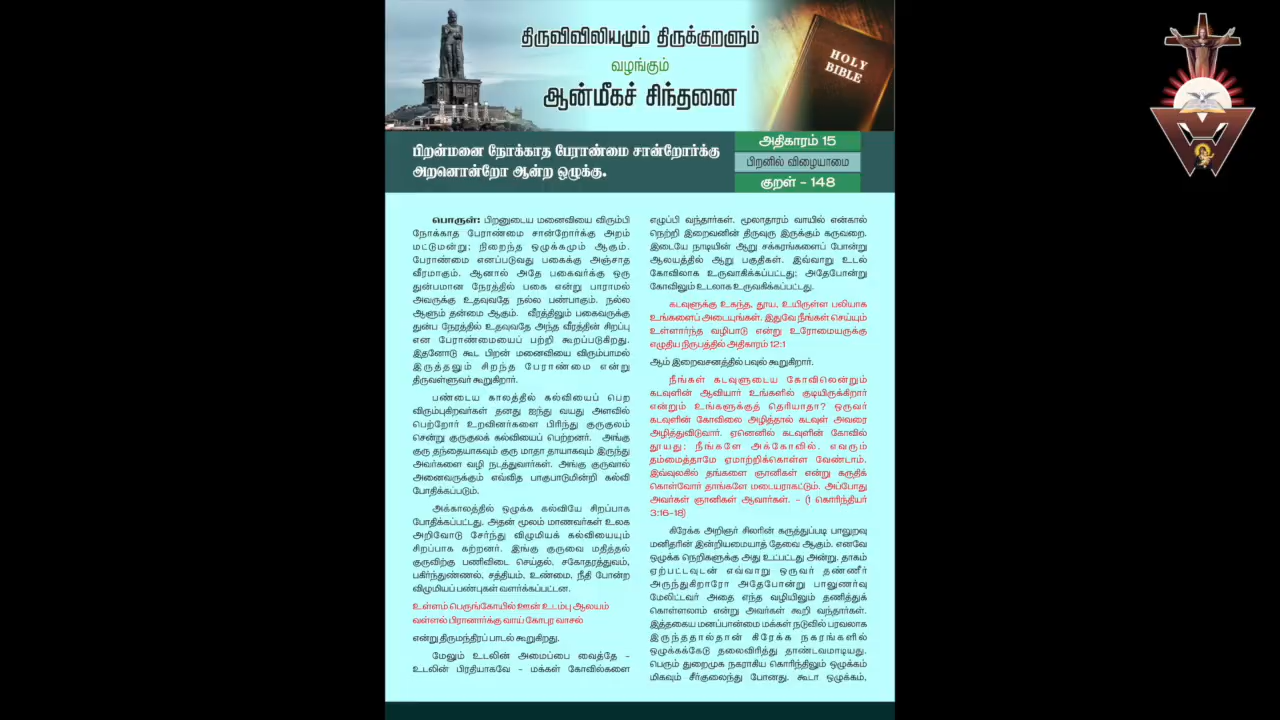 திருவிவிலியமும் திருக்குறளும்
வழங்கும்
ஆன்மீகச் சிந்தனை
HOLY
BIBLE
பிறன்மனை நோக்காத பேராண்மை சான்றோர்க்கு
அறனொன்றோ ஆன்ற ஒழுக்கு.
அதிகாரம் 15
பிறனில் விழையாமை
குறள் - 148
பொருள்: பிறனுடைய மனைவியை விரும்பி
நோக்காத பேராண்மை சான்றோர்க்கு அறம்
மட்டுமன்று; நிறைந்த ஒழுக்கமும் ஆகும்.
பேராண்மை எனப்படுவது பகைக்கு அஞ்சாத
வீரமாகும். ஆனால் அதே பகைவர்க்கு ஒரு
துன்பமான நேரத்தில் பகை என்று பாராமல்
அவருக்கு உதவுவதே நல்ல பண்பாகும். நல்ல
ஆளும் தன்மை ஆகும். வீரத்திலும் பகைவருக்கு
துன்ப நேரத்தில் உதவுவதே அந்த வீரத்தின் சிறப்பு
என பேராண்மையைப் பற்றி கூறப்படுகிறது.
இதனோடு கூட பிறன் மனைவியை விரும்பாமல்
இருத்தலும் சிறந்த பேராண்மை என்று
திருவள்ளுவர் கூறுகிறார்.
பண்டைய காலத்தில் கல்வியைப் பெற
விரும்புகிறவர்கள் தனது ஐந்து வயது அளவில்
பெற்றோர் உறவினர்களை பிரிந்து குருகுலம்
சென்று குருகுலக் கல்வியைப் பெற்றனர். அங்கு
குரு தந்தையாகவும் குரு மாதா தாயாகவும் இருந்து
அவர்களை வழி நடத்துவார்கள். அங்கு குருவால்
அனைவருக்கும் எவ்வித பாகுபாடுமின்றி கல்வி
போதிக்கப்படும்.
அக்காலத்தில் ஒழுக்க கல்வியே சிறப்பாக
போதிக்கப்பட்டது. அதன் மூலம் மாணவர்கள் உலக
அறிவோடு சேர்ந்து விழுமியக் கல்வியையும்
சிறப்பாக கற்றனர். இங்கு குருவை மதித்தல்
குருவிற்கு பணிவிடை செய்தல், சகோதரத்துவம்,
பகிர்ந்துண்ணல், சத்தியம், உண்மை, நீதி போன்ற
விழுமியப் பண்புகள் வளர்க்கப்பட்டன.
உள்ளம் பெருங்கோயில் ஊன் உடம்பு ஆலயம்
வள்ளல் பிரானார்க்கு வாய் கோபுர வாசல்
என்று திருமந்திரப் பாடல் கூறுகிறது.
மேலும் உடலின் அமைப்பை வைத்தே -
உடலின் பிரதியாகவே - மக்கள் கோவில்களை
எழுப்பி வந்தார்கள். மூலாதாரம் வாயில் என்கால்
நெற்றி இறைவனின் திருவுரு இருக்கும் கருவறை.
இடையே நாடியின் ஆறு சக்கரங்களைப் போன்று
ஆலயத்தில் ஆறு பகுதிகள். இவ்வாறு உடல்
கோவிலாக உருவாகிக்கப்பட்டது; அதேபோன்று
கோவிலும் உடலாக உருவகிக்கப்பட்டது.
கடவுளுக்கு உகந்த, தூய, உயிருள்ள பலியாக
உங்களைப் அடையுங்கள். இதுவே நீங்கள் செய்யும்
உள்ளார்ந்த வழிபாடு என்று உரோமையருக்கு
எழுதிய நிருபத்தில் அதிகாரம் 12:1
ஆம் இறைவசனத்தில் பவுல் கூறுகிறார்.
நீங்கள் கடவுளுடைய கோவிலென்றும்
கடவுளின் ஆவியார் உங்களில் குடியிருக்கிறார்
என்றும் உங்களுக்குத் தெரியாதா? ஒருவர்
கடவுளின் கோவிலை அழித்தால் கடவுள் அவரை
அழித்துவிடுவார். ஏனெனில் கடவுளின் கோவில்
தூயது; நீங்களே அக்கோவில். எவரும்
தம்மைத்தாமே ஏமாற்றிக்கொள்ள வேண்டாம்.
இவ்வுலகில் தங்களை ஞானிகள் என்று கருதிக்
கொள்வோர் தாங்களே மடையராகட்டும். அப்போது
அவர்கள் ஞானிகள் ஆவார்கள். - (1 கொரிந்தியர்
3:16-18)
கிரேக்க அறிஞர் சிலரின் கருத்துப்படி பாலுறவு
மனிதரின் இன்றியமையாத் தேவை ஆகும். எனவே
ஒழுக்க நெறிகளுக்கு அது உட்பட்டது அன்று. தாகம்
ஏற்பட்டவுடன் எவ்வாறு ஒருவர் தண்ணீர்
அருந்துகிறாரோ அதேபோன்று பாலுணர்வு
மேலிட்டவர் அதை எந்த வழியிலும் தணித்துக்
கொள்ளலாம் என்று அவர்கள் கூறி வந்தார்கள்.
இத்தகைய மனப்பான்மை மக்கள் நடுவில் பரவலாக
இருந்ததால்தான் கிரேக்க நகரங்களில்
ஒழுக்கக்கேடு தலைவிரித்து தாண்டவமாடியது.
பெரும் துறைமுக நகராகிய கொரிந்திலும் ஒழுக்கம்
மிகவும் சீர்குலைந்து போனது. கூடா ஒழுக்கம்,